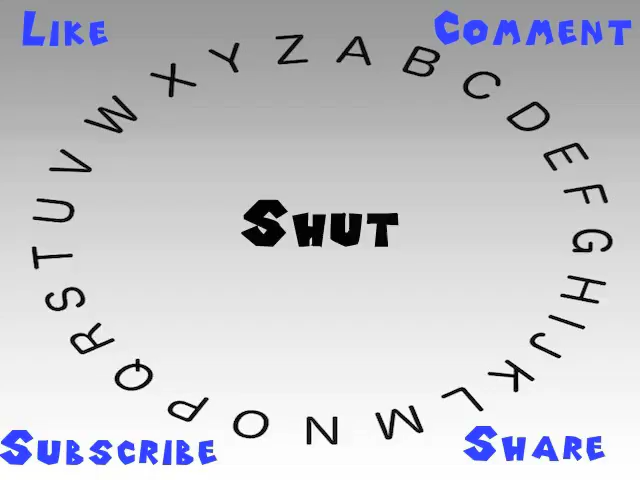 Like
Comment
A B C D E F G H I J K L M N O P Q R S T U V W X Y Z
Shut
Subscribe
Share